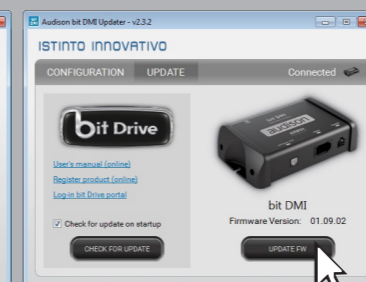 Audison bit DMI Updater - v2.3.2
ISTINTO INNOVATIVO
CONFIGURATION UPDATE Connected
bit Drive
audison
User's manual (online)
Register product (online)
Log-in bit Drive portal
bit DMI
Firmware Version: 01.09.02
Check for update on startup
CHECK FOR UPDATE
UPDATE FW